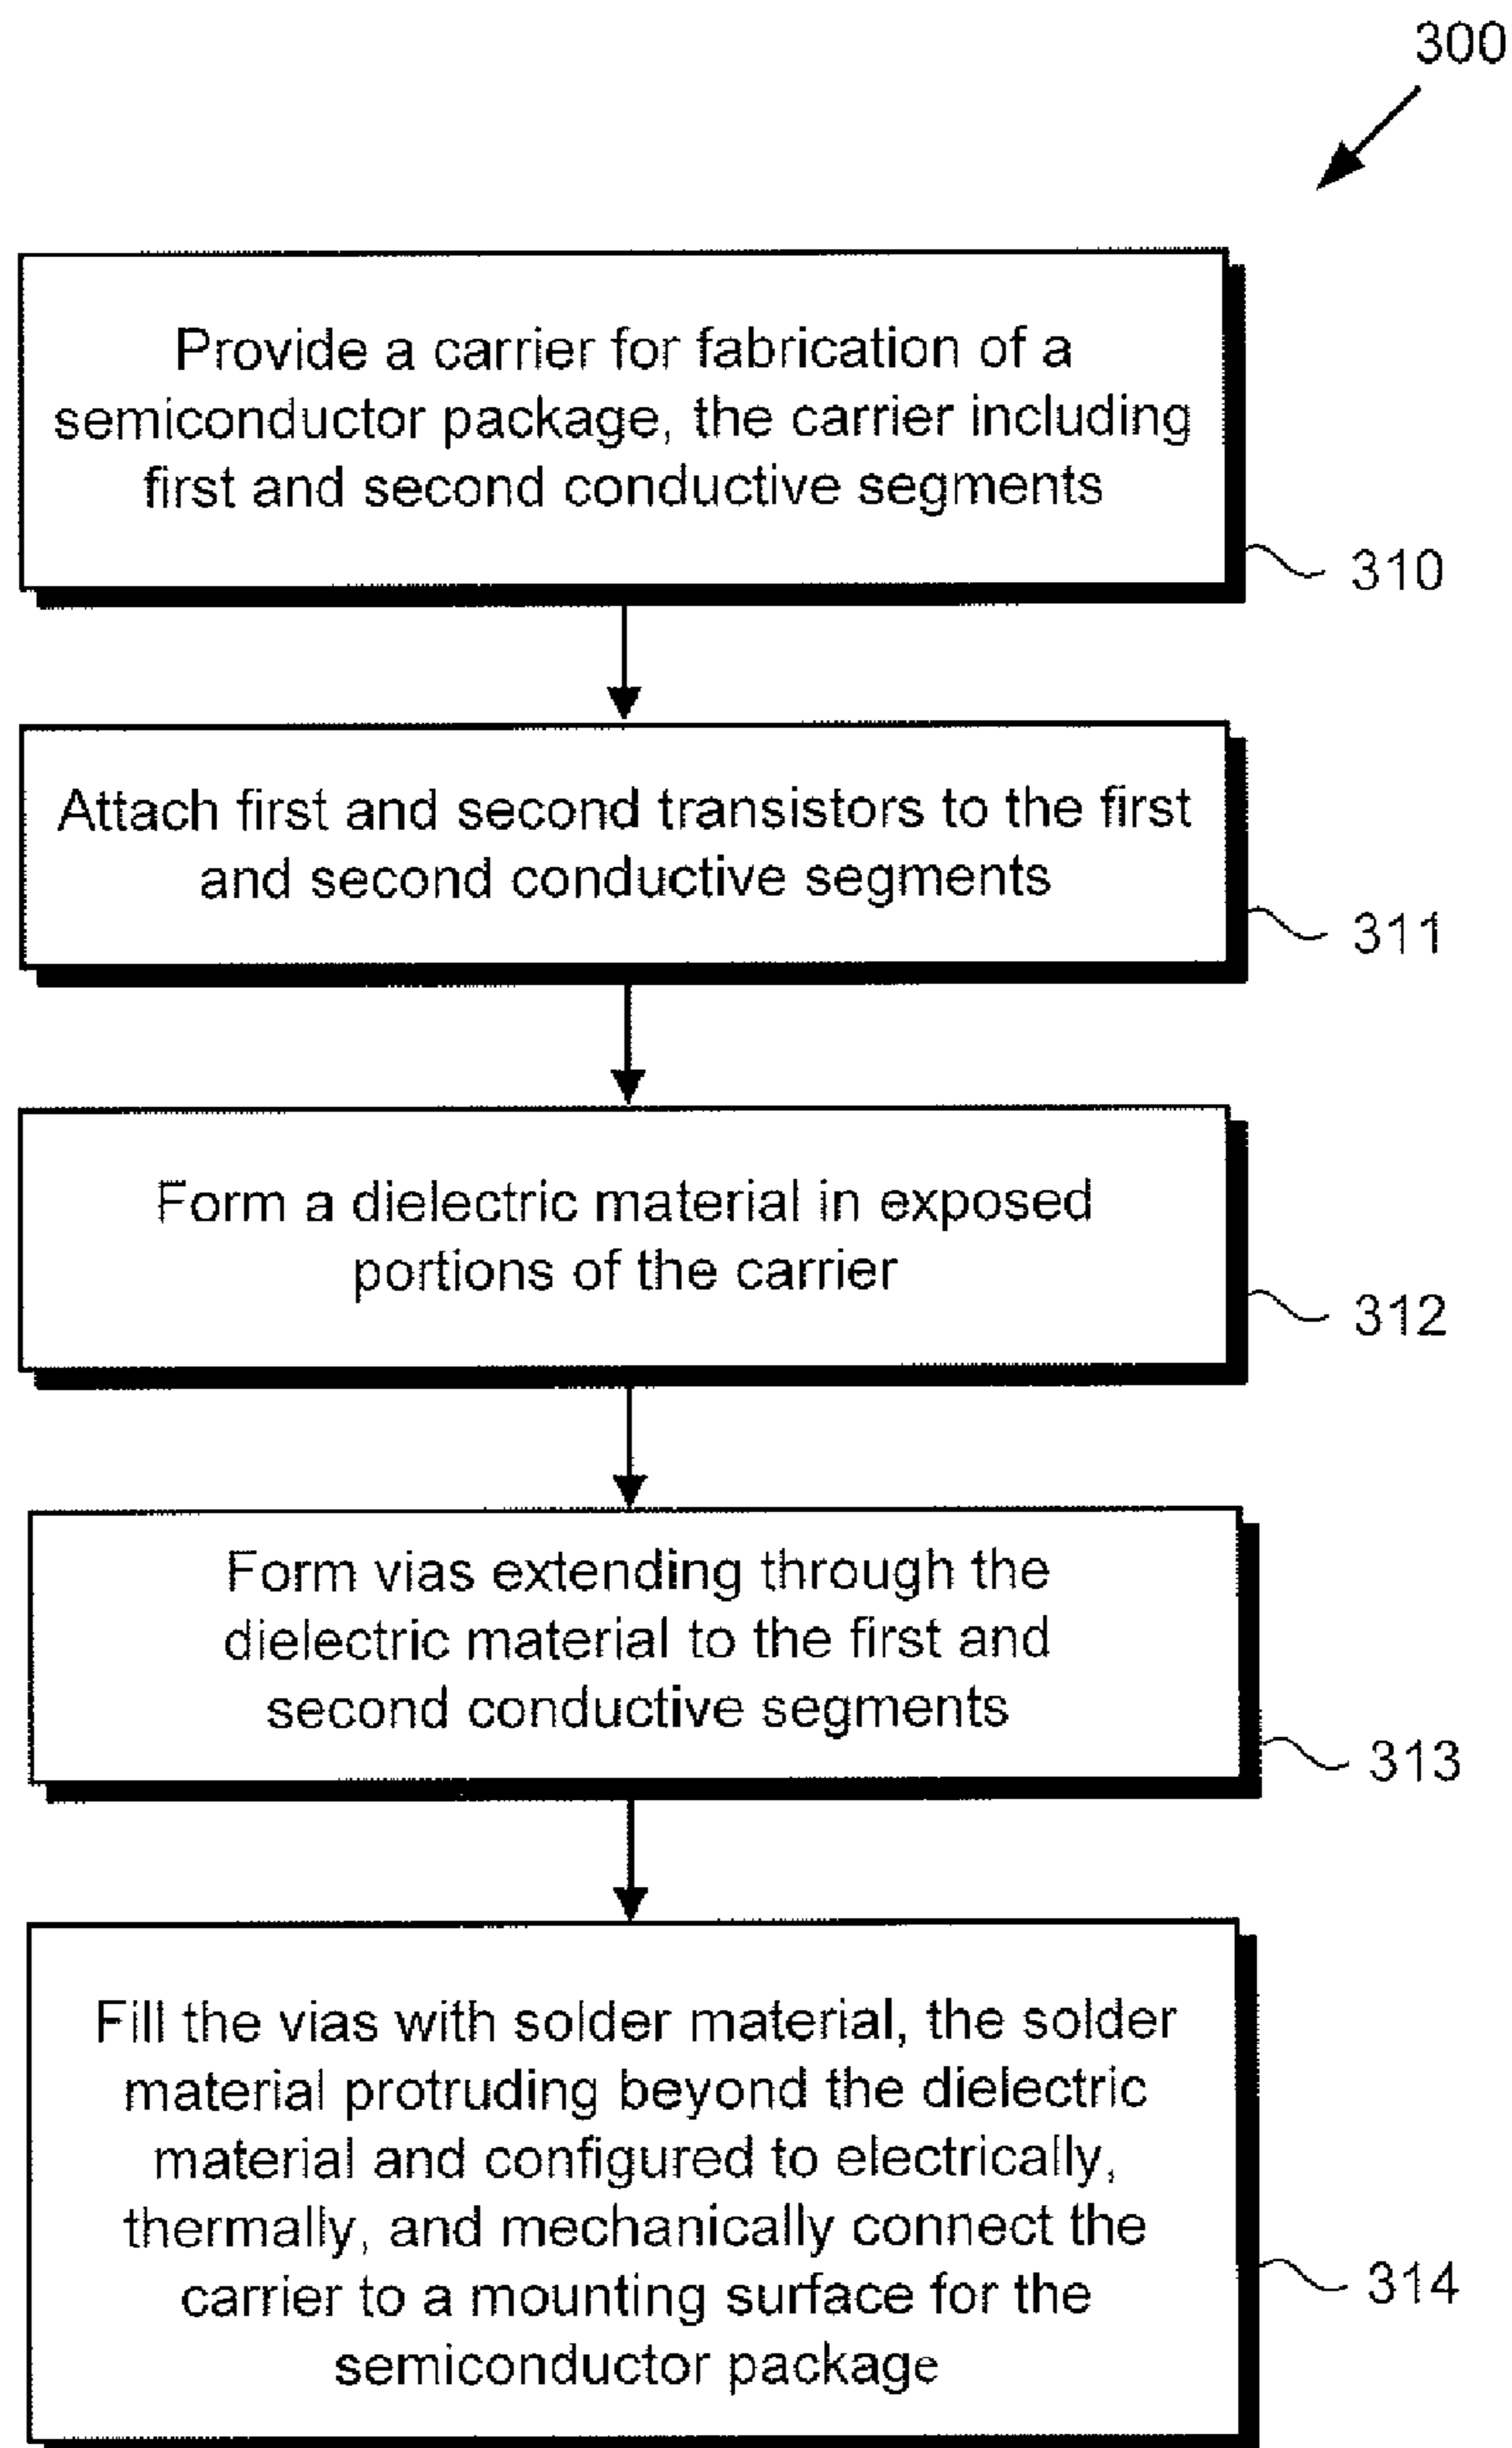 300
Provide a carrier for fabrication of a
semiconductor package, the carrier including
first and second conductive segments
310
Attach first and second transistors to the first
and second conductive segments
311
Form a dielectric material in exposed
portions of the carrier
312
Form vias extending through the
dielectric material to the first and
second conductive segments
313
Fill the vias with solder material, the solder
material protruding beyond the dielectric
material and configured to electrically,
thermally, and mechanically connect the
carrier to a mounting surface for the
semiconductor package
314